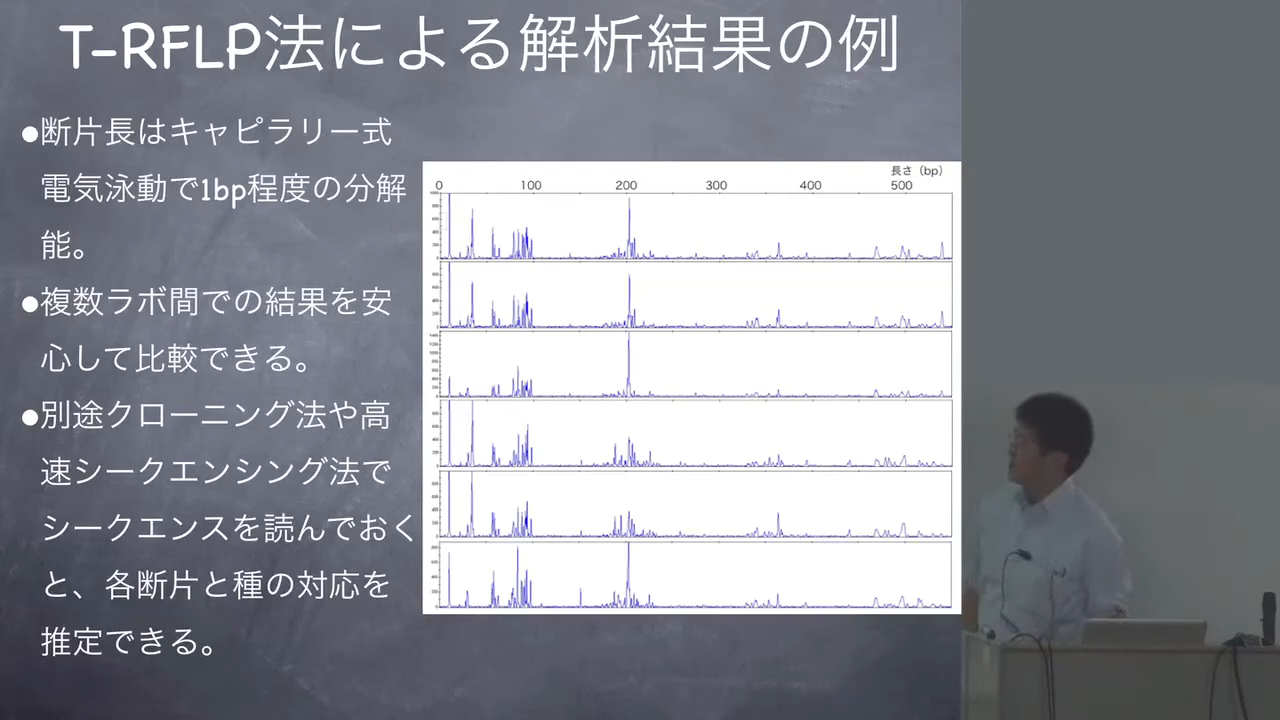 T-RFLP法による解析結果の例
●断片長はキャピラリー式
電気泳動で1bp程度の分解
能。
●複数ラボ間での結果を安
心して比較できる。
●別途クローニング法や高
速シークエンシング法で
シークエンスを読んでおく
と、各断片と種の対応を
推定できる。
長さ（bp）
0 100 200 300 400 500